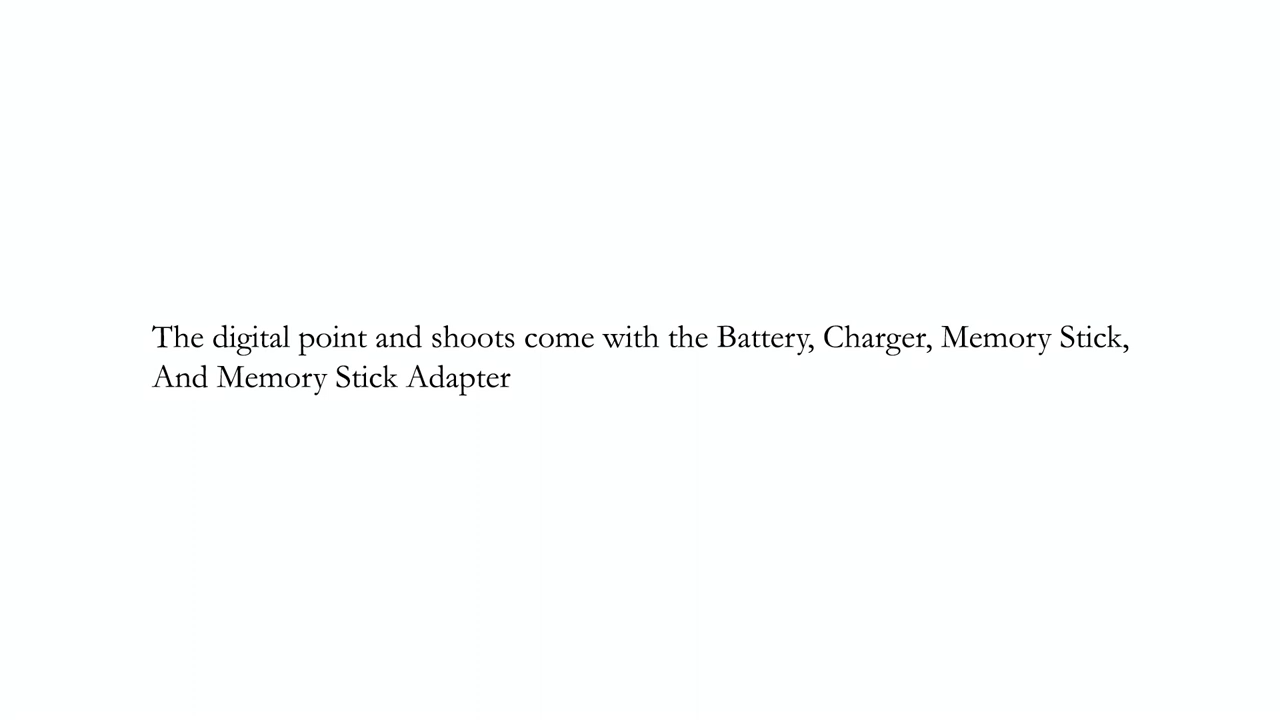 The digital point and shoots come with the Battery, Charger, Memory Stick,
And Memory Stick Adapter